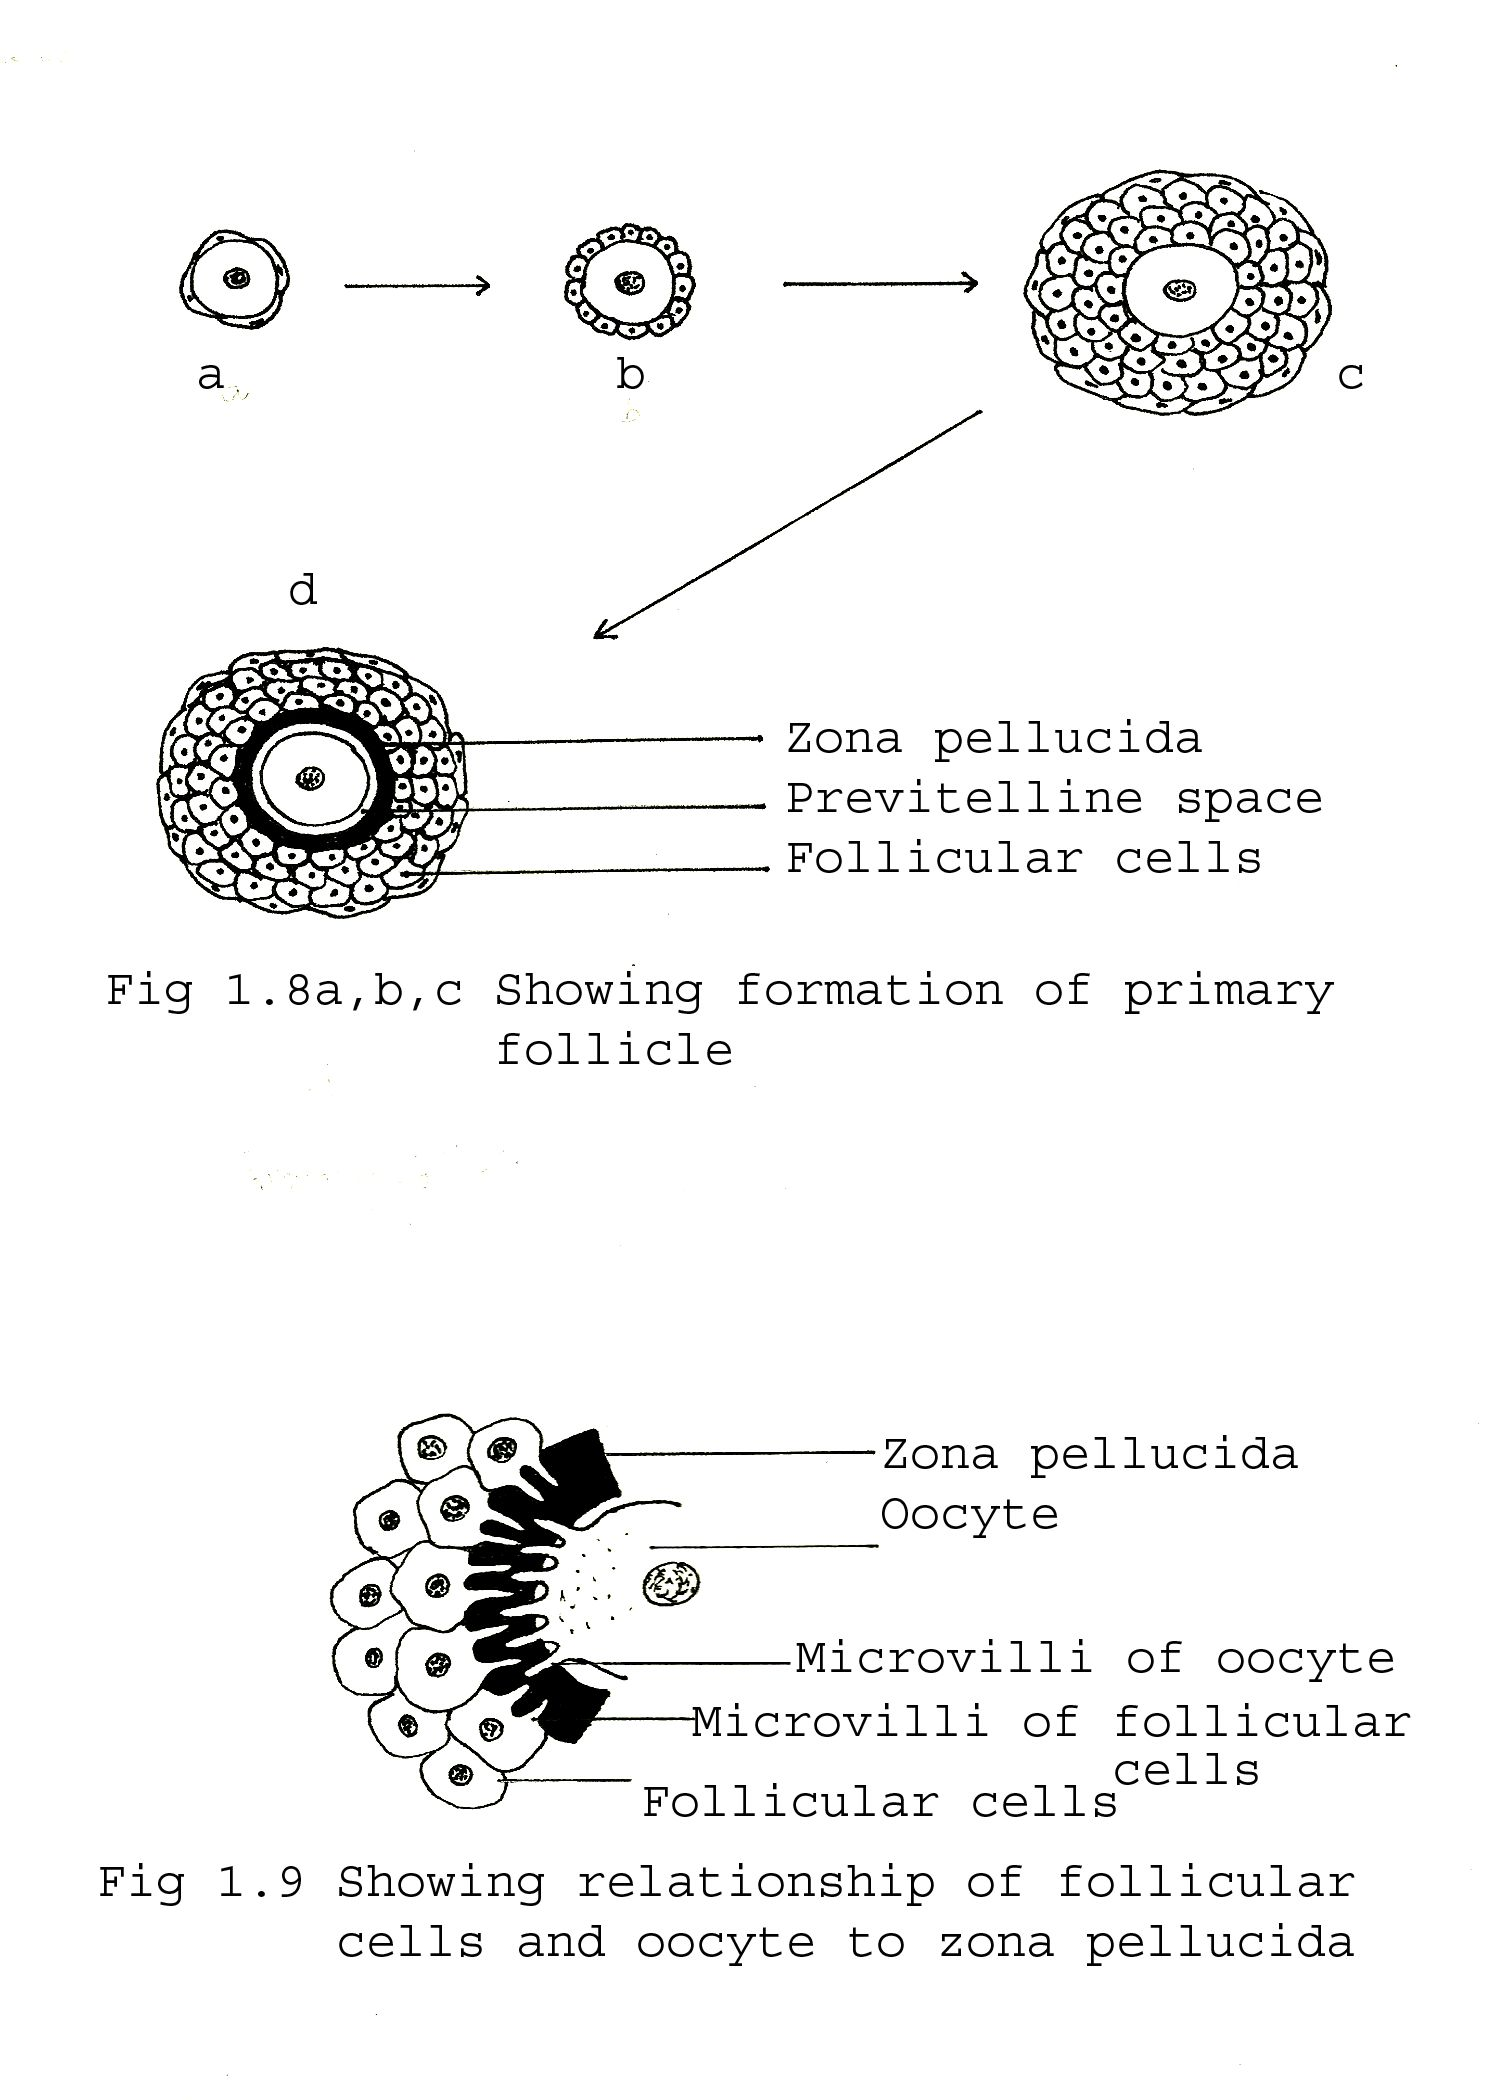 a
b
c
d
Zona pellucida
Previtelline space
Follicular cells
Fig 1.8a,b,c Showing formation of primary
follicle
Zona pellucida
Oocyte
Microvilli of oocyte
Microvilli of follicular
cells
Follicular cells
Fig 1.9 Showing relationship of follicular
cells and oocyte to zona pellucida